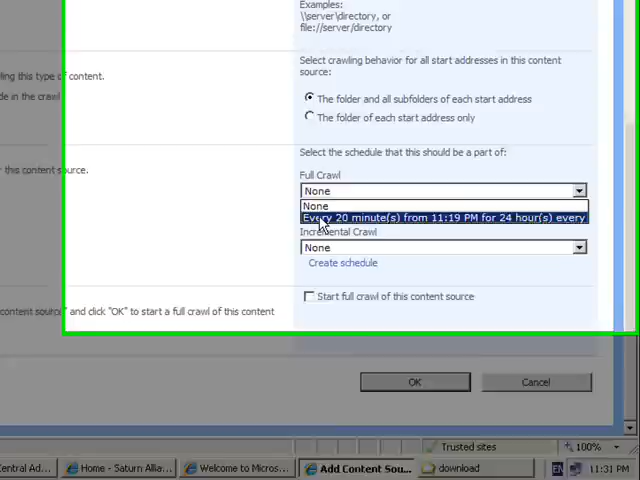 Examples:
\\server\directory, or
file://server/directory
Select crawling behavior for all start addresses in this content
source:
ling this type of content.
The folder and all subfolders of each start address
de in the crawl
The folder of each start address only
Select the schedule that this should be a part of:
r this content source.
Full Crawl
None
None
Every 20 minute(s) from 11:19 PM for 24 hour(s) every
Incremental Crawl
None
Create schedule
Start full crawl of this content source
content source" and click "OK" to start a full crawl of this content
OK
Cancel
Trusted sites
100%
Central Ad...
Home - Saturn Allia...
Welcome to Micros...
Add Content Sou...
download
EN
11:31 PM